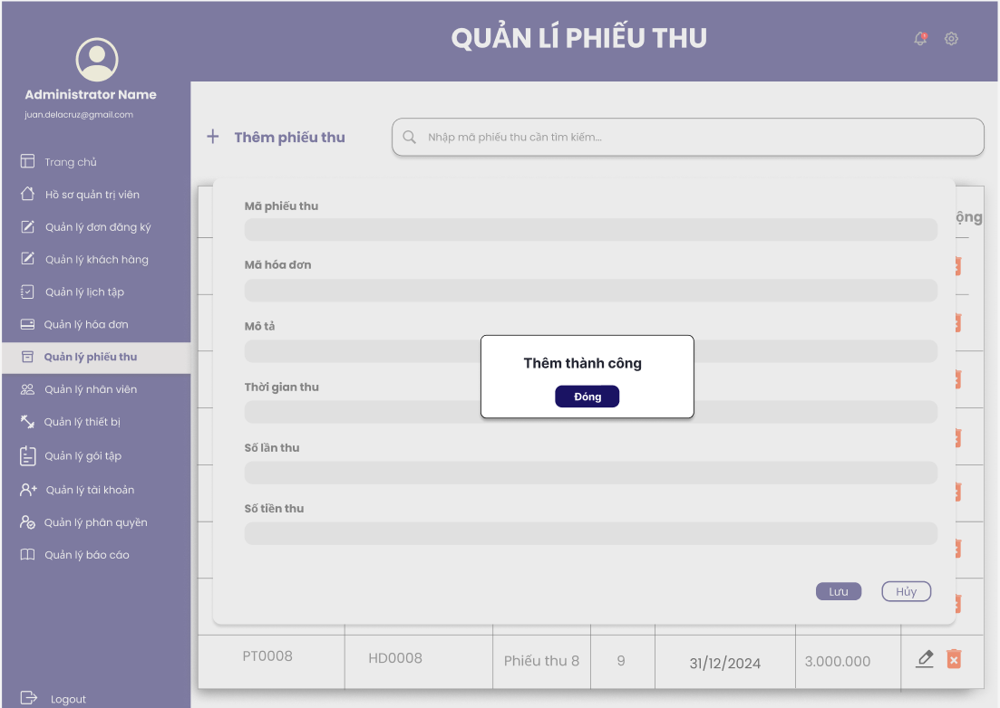 QUẢN LÍ PHIẾU THU
Administrator Name
juan.delacruz@gmail.com
Trang chủ
Hồ sơ quản trị viên
Quản lý đơn đăng ký
Quản lý khách hàng
Quản lý lịch tập
Quản lý hóa đơn
Quản lý phiếu thu
Quản lý nhân viên
Quản lý thiết bị
Quản lý gói tập
Quản lý tài khoản
Quản lý phân quyền
Quản lý báo cáo
Logout
+ Thêm phiếu thu
Nhập mã phiếu thu cần tìm kiếm...
ộng
Mã phiếu thu
Mã hóa đơn
Mô tả
Thời gian thu
Số lần thu
Số tiền thu
Thêm thành công
Đóng
Lưu Hủy
PT0008 HD0008 Phiếu thu 8 9 31/12/2024 3.000.000